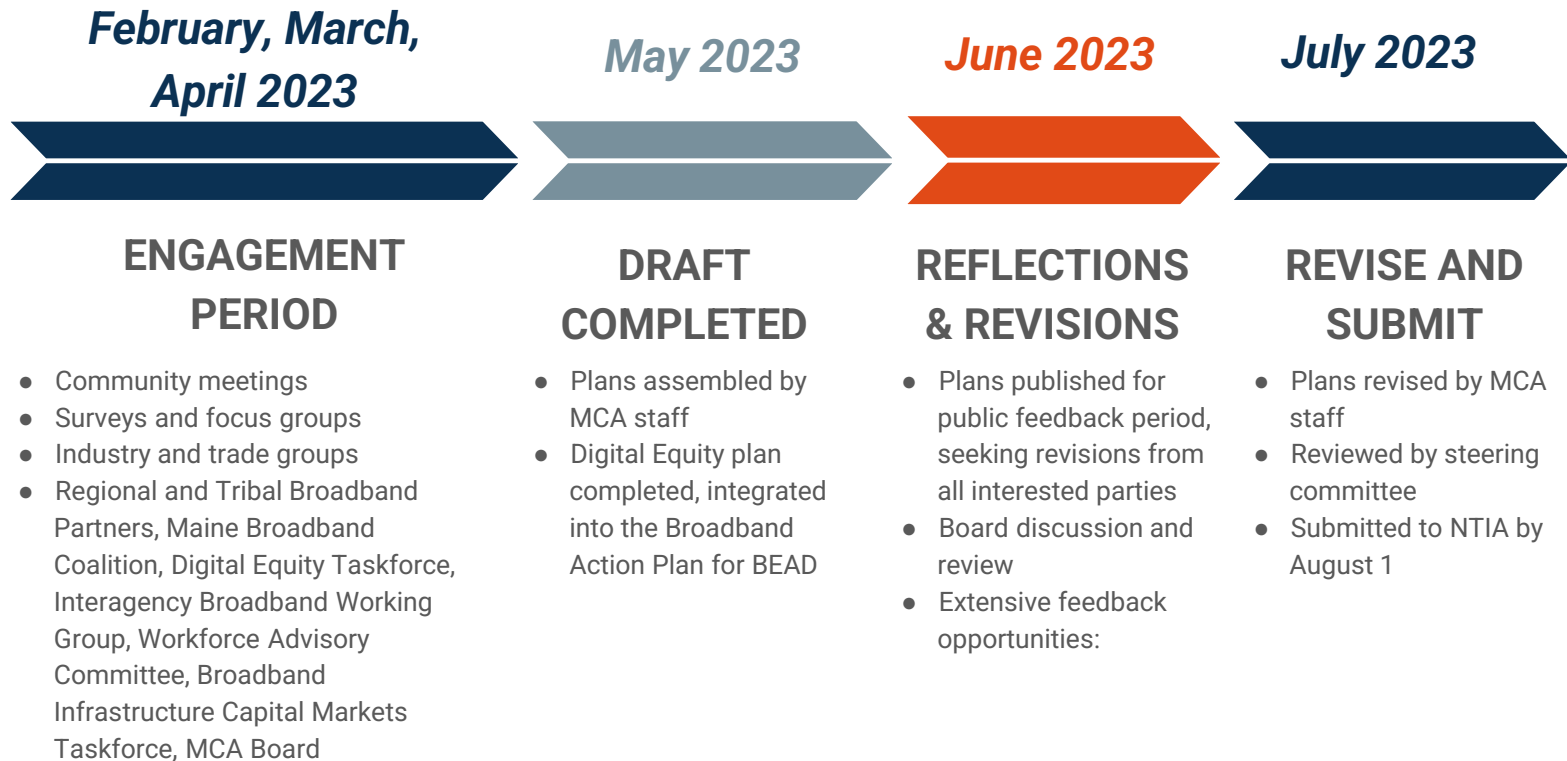 February, March,
April 2023
May 2023
June 2023
July 2023
ENGAGEMENT
PERIOD
● Community meetings
● Surveys and focus groups
● Industry and trade groups
● Regional and Tribal Broadband
Partners, Maine Broadband
Coalition, Digital Equity Taskforce,
Interagency Broadband Working
Group, Workforce Advisory
Committee, Broadband
Infrastructure Capital Markets
Taskforce, MCA Board
DRAFT
COMPLETED
● Plans assembled by
MCA staff
● Digital Equity plan
completed, integrated
into the Broadband
Action Plan for BEAD
REFLECTIONS
& REVISIONS
● Plans published for
public feedback period,
seeking revisions from
all interested parties
● Board discussion and
review
● Extensive feedback
opportunities:
REVISE AND
SUBMIT
● Plans revised by MCA
staff
● Reviewed by steering
committee
● Submitted to NTIA by
August 1